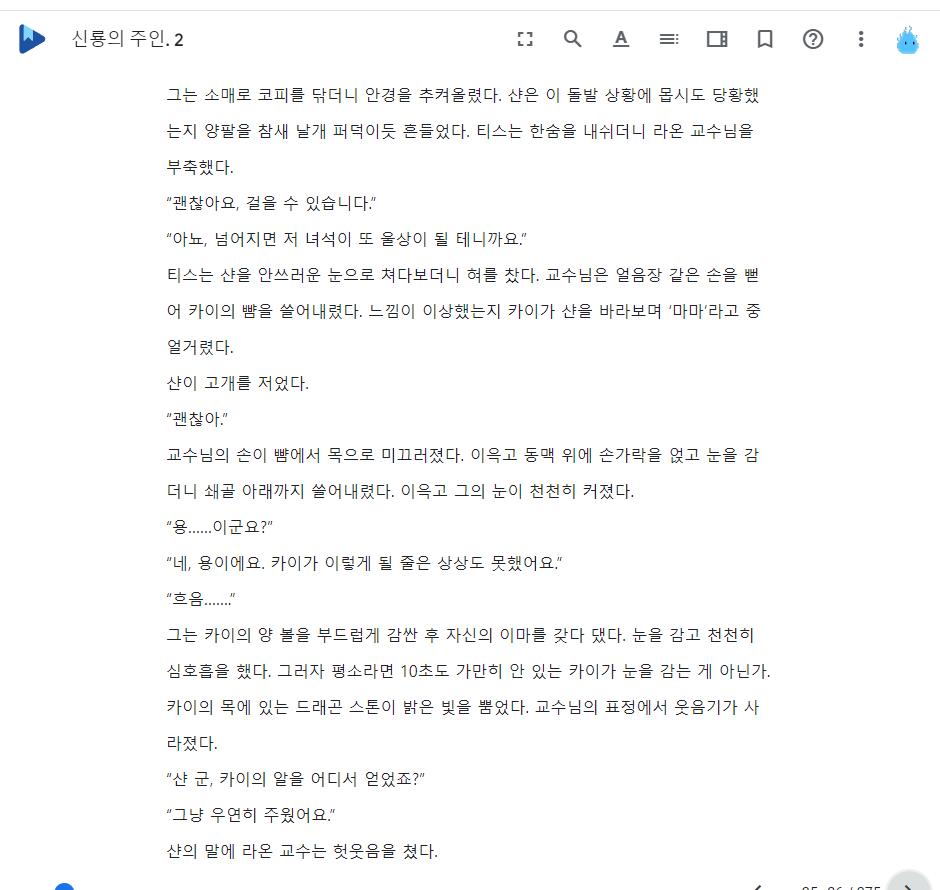 신룡의 주인. 2
그는 소매로 코피를 닦더니 안경을 추켜올렸다. 샨은 이 돌발 상황에 몹시도 당황했
는지 양팔을 참새 날개 퍼덕이듯 흔들었다. 티스는 한숨을 내쉬더니 라온 교수님을
부축했다.
“괜찮아요, 걸을 수 있습니다.”
“아뇨, 넘어지면 저 녀석이 또 울상이 될 테니까요.”
티스는 샨을 안쓰러운 눈으로 쳐다보더니 혀를 찼다. 교수님은 얼음장 같은 손을 뻗
어 카이의 뺨을 쓸어내렸다. 느낌이 이상했는지 카이가 샨을 바라보며 ‘마마’라고 중
얼거렸다.
샨이 고개를 저었다.
“괜찮아.”
교수님의 손이 뺨에서 목으로 미끄러졌다. 이윽고 동맥 위에 손가락을 얹고 눈을 감
더니 쇄골 아래까지 쓸어내렸다. 이윽고 그의 눈이 천천히 커졌다.
“용......이군요?”
“네, 용이에요. 카이가 이렇게 될 줄은 상상도 못했어요.”
“흐음.......”
그는 카이의 양 볼을 부드럽게 감싼 후 자신의 이마를 갖다 댔다. 눈을 감고 천천히
심호흡을 했다. 그러자 평소라면 10초도 가만히 안 있는 카이가 눈을 감는 게 아닌가.
카이의 목에 있는 드래곤 스톤이 밝은 빛을 뿜었다. 교수님의 표정에서 웃음기가 사
라졌다.
“샨 군, 카이의 알을 어디서 얻었죠?”
“그냥 우연히 주웠어요.”
샨의 말에 라온 교수는 헛웃음을 쳤다.